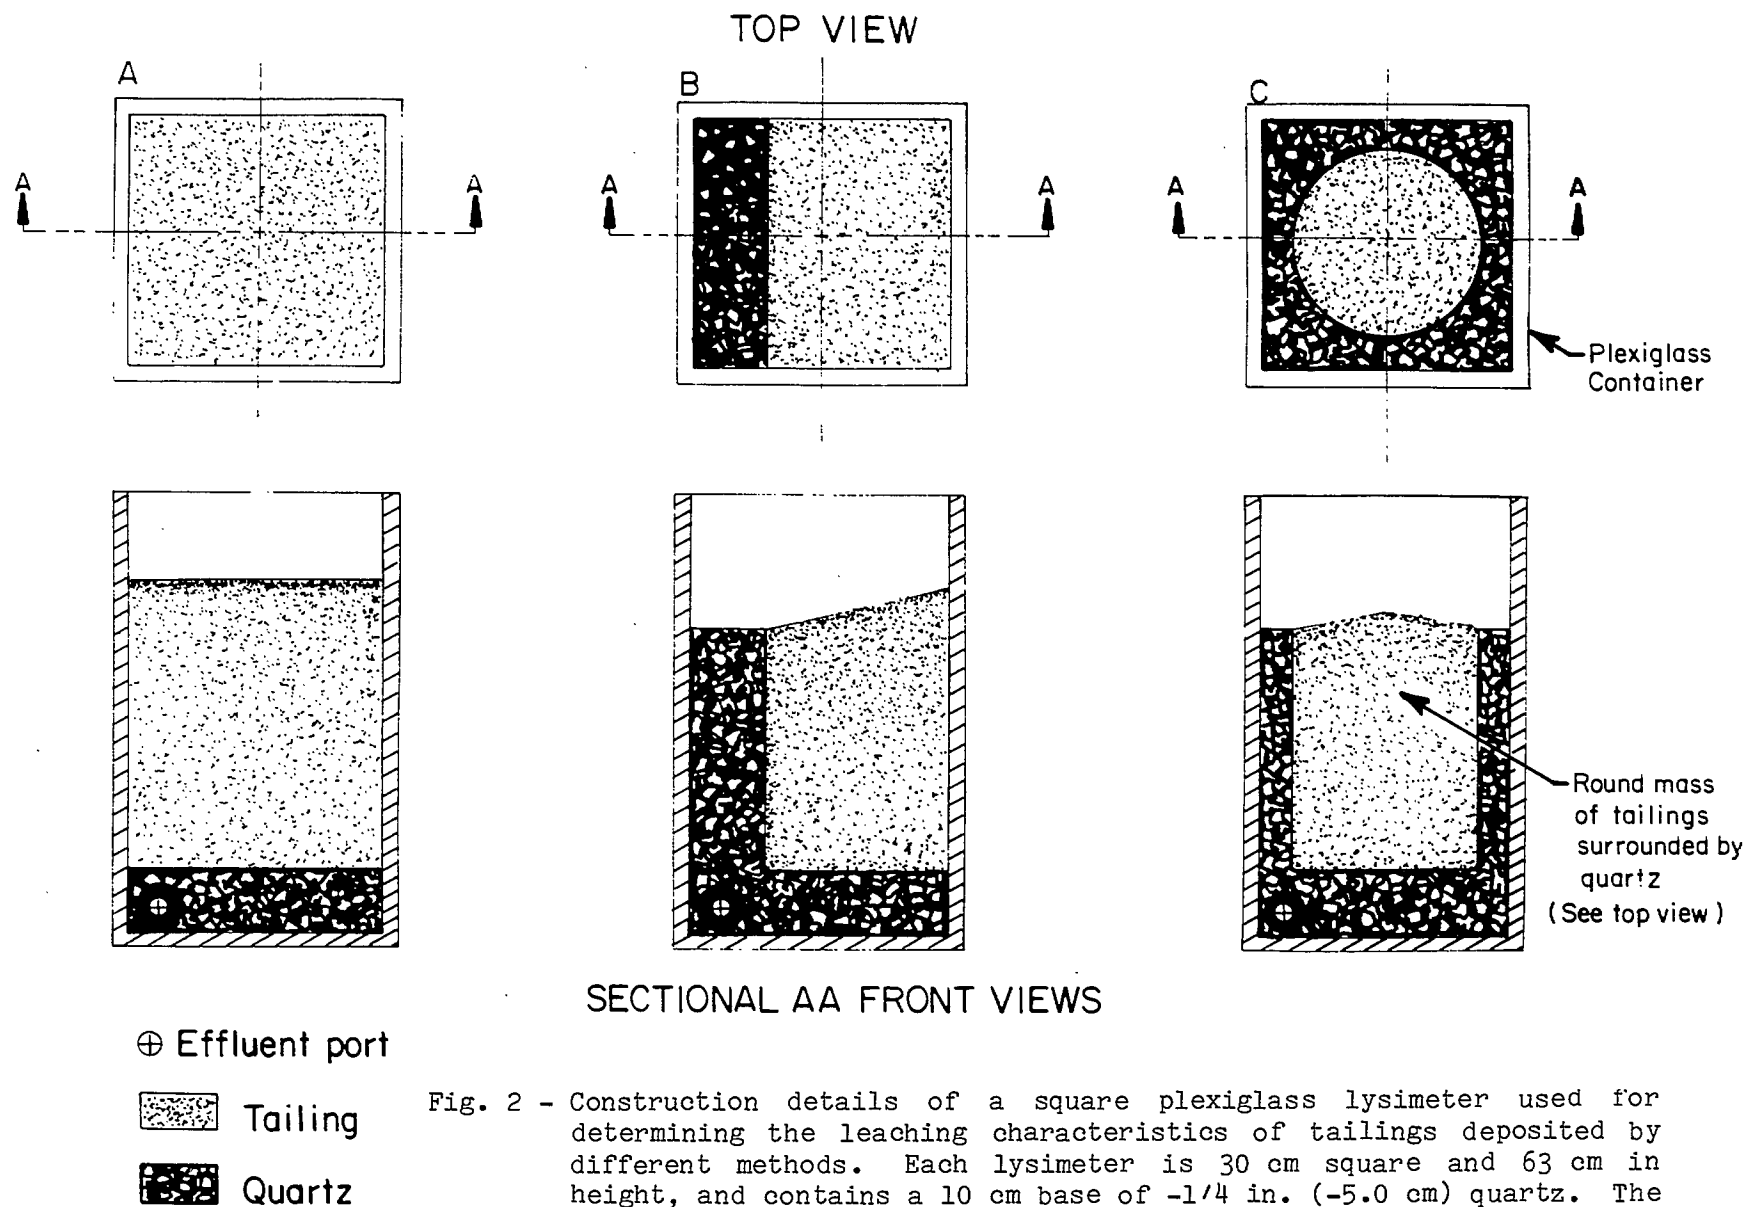 TOP VIEW
A
B
C
A
A
A
A
A
A
Plexiglass
Container
Round mass
of tailings
surrounded by
quartz
(See top view)
SECTIONAL AA FRONT VIEWS
Effluent port
Tailing
Quartz
Fig. 2 - Construction details of a square plexiglass lysimeter used for
determining the leaching characteristics of tailings deposited by
different methods. Each lysimeter is 30 cm square and 63 cm in
height, and contains a 10 cm base of -1/4 in. (-5.0 cm) quartz. The